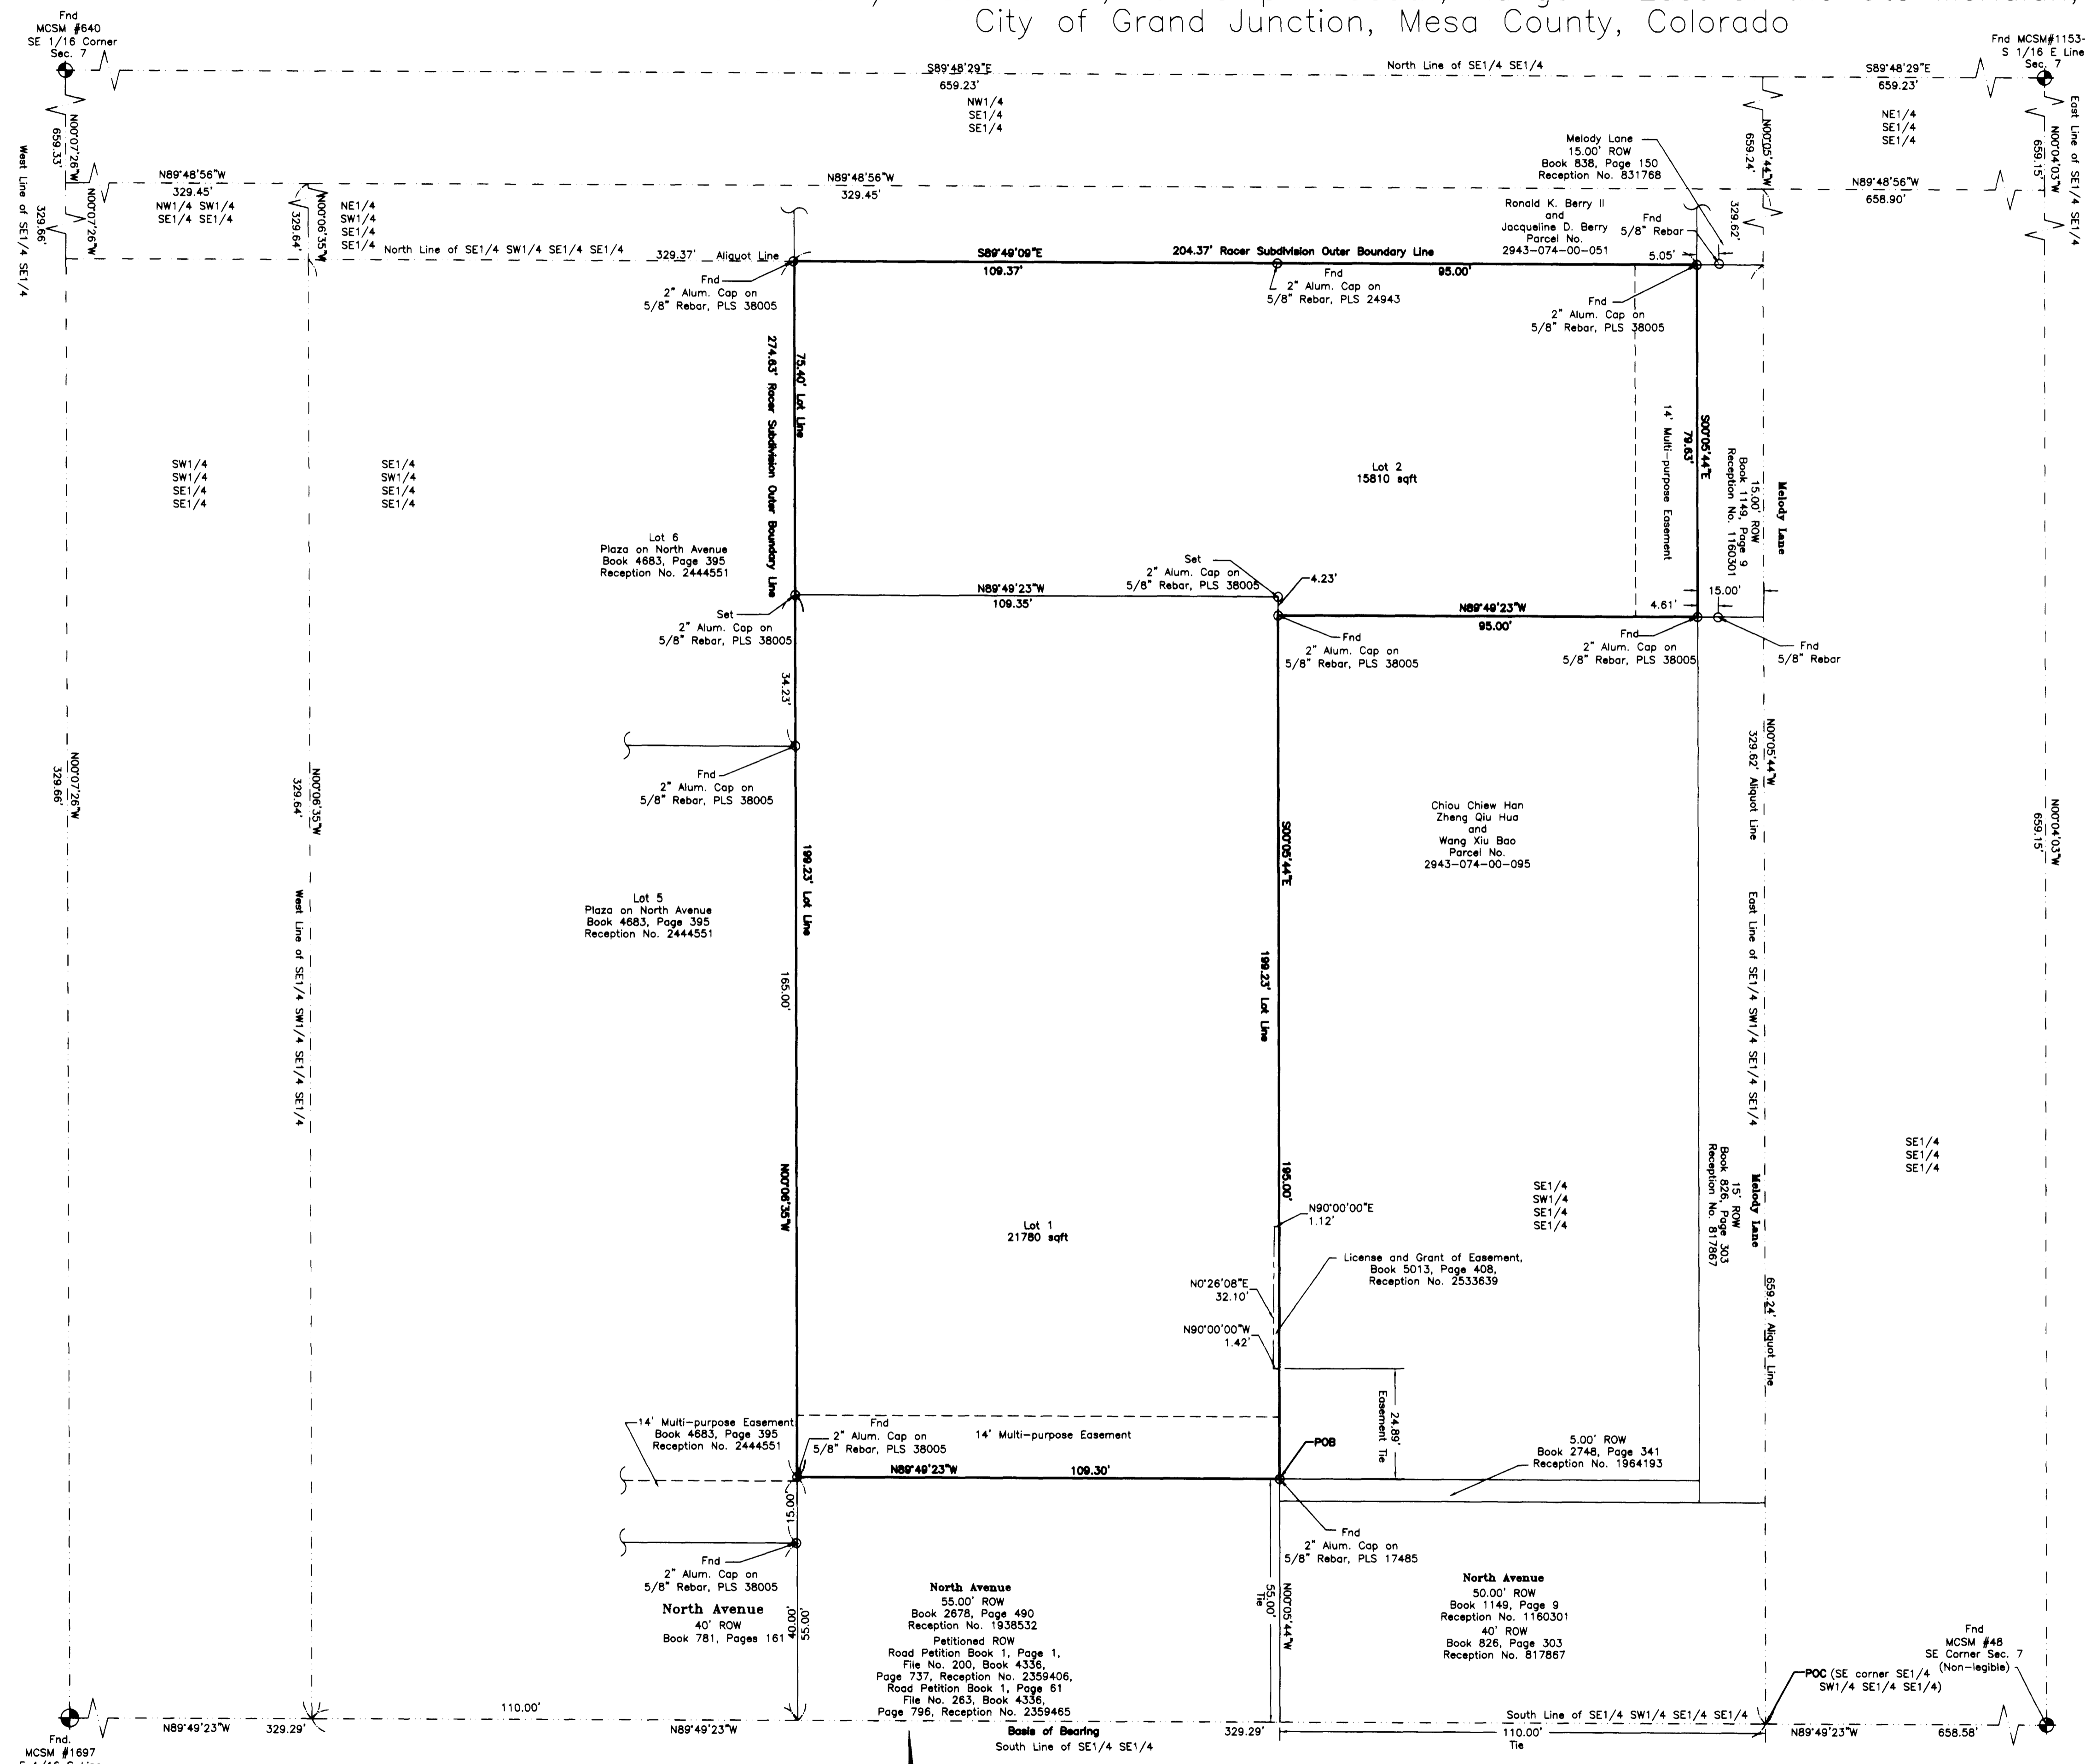 City of Grand Junction, Mesa County, Colorado
Fnd
MCSM #640
SE 1/16 Corner
Sec. 7
Fnd MCSM#1153-
S 1/16 E Line
Sec. 7
S89°48'29"E
659.23'
North Line of SE1/4 SE1/4
S89°48'29"E
659.23'
NW1/4
SE1/4
SE1/4
NE1/4
SE1/4
SE1/4
West Line of SE1/4 SE1/4
N00°07'26"W
659.33'
N00°07'26"W
329.66'
N89°48'56"W
329.45'
NW1/4 SW1/4
SE1/4 SE1/4
N00°06'35"W
329.64'
NE1/4
SW1/4
SE1/4
SE1/4
N89°48'56"W
329.45'
Melody Lane
15.00' ROW
Book 838, Page 150
Reception No. 831768
N00°05'44"W
659.24'
329.62'
N89°48'56"W
658.90'
N00°04'03"W
659.15'
East Line of SE1/4 SE1/4
Ronald K. Berry II
and
Jacqueline D. Berry
Parcel No.
2943-074-00-051
Fnd
5/8" Rebar
5.05'
North Line of SE1/4 SW1/4 SE1/4 SE1/4
329.37'
Aliquot Line
S89°49'09"E
109.37'
204.37' Racer Subdivision Outer Boundary Line
95.00'
Fnd
2" Alum. Cap on
5/8" Rebar, PLS 38005
Fnd
2" Alum. Cap on
5/8" Rebar, PLS 24943
Fnd
2" Alum. Cap on
5/8" Rebar, PLS 38005
274.63' Racer Subdivision Outer Boundary Line
75.40' Lot Line
Lot 2
15810 sqft
14' Multi-purpose Easement
S00°05'44"E
79.63'
15.00' ROW
Book 1149, Page 9
Reception No. 1160301
Melody Lane
SW1/4
SW1/4
SE1/4
SE1/4
SE1/4
SW1/4
SE1/4
SE1/4
Lot 6
Plaza on North Avenue
Book 4683, Page 395
Reception No. 2444551
Set
2" Alum. Cap on
5/8" Rebar, PLS 38005
4.23'
N89°49'23"W
109.35'
Set
2" Alum. Cap on
5/8" Rebar, PLS 38005
N89°49'23"W
95.00'
4.61'
15.00'
Fnd
2" Alum. Cap on
5/8" Rebar, PLS 38005
Fnd
2" Alum. Cap on
5/8" Rebar, PLS 38005
Fnd
5/8" Rebar
34.23'
Fnd
2" Alum. Cap on
5/8" Rebar, PLS 38005
N00°07'26"W
329.66'
N00°06'35"W
329.64'
N00°05'44"W
329.62' Aliquot Line
N00°04'03"W
659.15'
Chiou Chiew Han
Zheng Qiu Hua
and
Wang Xiu Bao
Parcel No.
2943-074-00-095
S00°05'44"E
199.23' Lot Line
199.23' Lot Line
Lot 5
Plaza on North Avenue
Book 4683, Page 395
Reception No. 2444551
165.00'
West Line of SE1/4 SW1/4 SE1/4 SE1/4
East Line of SE1/4 SW1/4 SE1/4 SE1/4
N00°06'35"W
195.00'
Lot 1
21780 sqft
SE1/4
SW1/4
SE1/4
SE1/4
SE1/4
SE1/4
SE1/4
Melody Lane
15' ROW
Book 826, Page 303
Reception No. 817867
659.24' Aliquot Line
N90°00'00"E
1.12'
License and Grant of Easement,
Book 5013, Page 408,
Reception No. 2533639
N0°26'08"E
32.10'
N90°00'00"W
1.42'
24.89'
Easement Tie
14' Multi-purpose Easement
Book 4683, Page 395
Reception No. 2444551
Fnd
2" Alum. Cap on
5/8" Rebar, PLS 38005
14' Multi-purpose Easement
POB
5.00' ROW
Book 2748, Page 341
Reception No. 1964193
N89°49'23"W
109.30'
15.00'
Fnd
2" Alum. Cap on
5/8" Rebar, PLS 17485
Fnd
2" Alum. Cap on
5/8" Rebar, PLS 38005
North Avenue
40' ROW
Book 781, Pages 161
40.00'
55.00'
North Avenue
55.00' ROW
Book 2678, Page 490
Reception No. 1938532
Petitioned ROW
Road Petition Book 1, Page 1,
File No. 200, Book 4336,
Page 737, Reception No. 2359406,
Road Petition Book 1, Page 61
File No. 263, Book 4336,
Page 796, Reception No. 2359465
55.00'
Tie
N00°05'44"W
North Avenue
50.00' ROW
Book 1149, Page 9
Reception No. 1160301
40' ROW
Book 826, Page 303
Reception No. 817867
Fnd
MCSM #48
SE Corner Sec. 7
(Non-legible)
POC (SE corner SE1/4
SW1/4 SE1/4 SE1/4)
N89°49'23"W
329.29'
110.00'
N89°49'23"W
Basis of Bearing
South Line of SE1/4 SE1/4
329.29'
South Line of SE1/4 SW1/4 SE1/4 SE1/4
110.00'
Tie
N89°49'23"W
658.58'
Fnd.
MCSM #1697